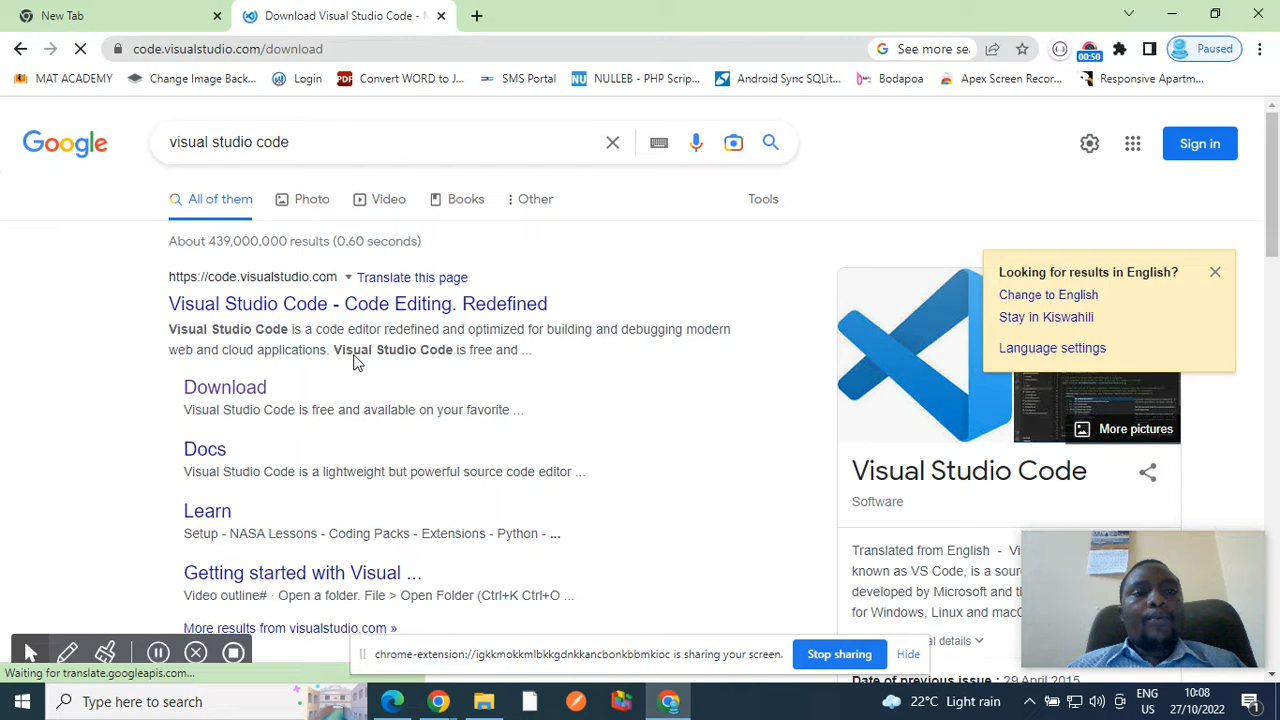 New Tab
Download Visual Studio Code -
code.visualstudio.com/download
See more se
Paused
00:50
MAT ACADEMY
Change Image Back...
Login
PDF
Convert WORD to J...
SMS Portal
NU
NULLEB - PHP Scrip...
Android Sync SQLit...
Bodapoa
Apex Screen Recor...
Responsive Apartm...
Google
visual studio code
Sign in
All of them
Photo
Video
Books
Other
Tools
About 439,000,000 results (0.60 seconds)
https://code.visualstudio.com
Translate this page
Visual Studio Code - Code Editing. Redefined
Visual Studio Code is a code editor redefined and optimized for building and debugging modern
web and cloud applications. Visual Studio Code is free and ...
Download
Visual Studio Code is free and available on your favorite ...
Docs
Visual Studio Code is a lightweight but powerful source code editor ...
Learn
Setup - NASA Lessons - Coding Packs - Extensions - Python - ...
Getting started with Visual ...
Video outline# · Open a folder. File > Open Folder (Ctrl+K Ctrl+O ...
More results from visualstudio.com »
Looking for results in English?
Change to English
Stay in Kiswahili
Language settings
More pictures
Visual Studio Code
Software
Translated from English -
known as VS Code, is a
developed by Microsoft and
for Windows, Linux and
details
Date of previous issue : 29 April 2015
chrome-extension://igkkmokkmlbkkgdnkkancbonkbbmkioc is sharing your screen.
Stop sharing
Hide
Waiting for translate.googleapis.com...
Type here to search
22°C Light rain
ENG
US
10:08
27/10/2022
1